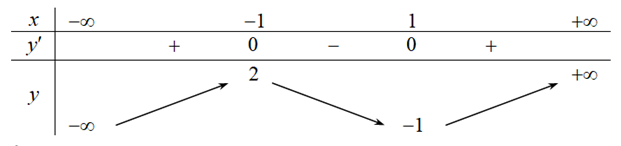 x −∞ −1 1 +∞
y′ + 0 − 0 +
2 +∞
y
−∞ −1